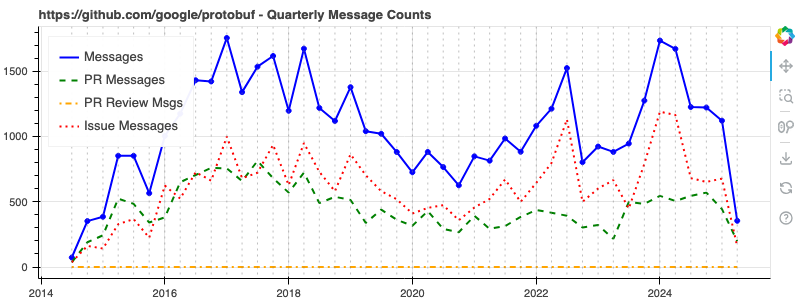 https://github.com/google/protobuf - Quarterly Message Counts
Messages
PR Messages
PR Review Msgs
Issue Messages
1500
1000
500
0
2014
2016
2018
2020
2022
2024